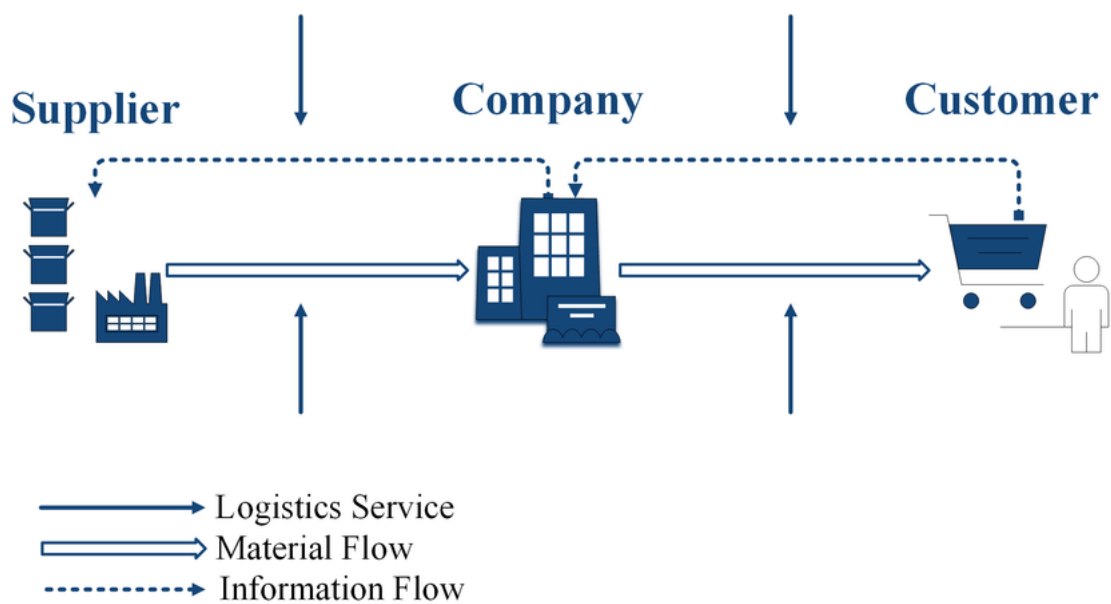 Supplier
Company
Customer
Logistics Service
Material Flow
Information Flow